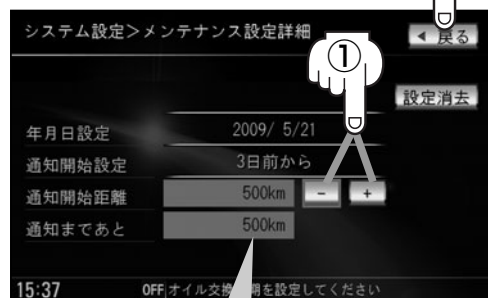 システム設定>メンテナンス設定詳細
◀ 戻る
①
設定消去
年月日設定 2009/ 5/21
通知開始設定 3日前から
通知開始距離 500km - +
通知まであと 500km
15:37 OFF オイル交換 期を設定してください